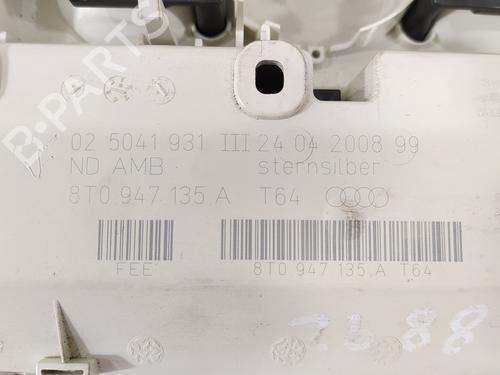 B-PARTS
02 5041 931 III 24 04 2008 99
ND AMB sternsilber
8T0 947 135 A T64
FEE
8T0 947 135 A T64